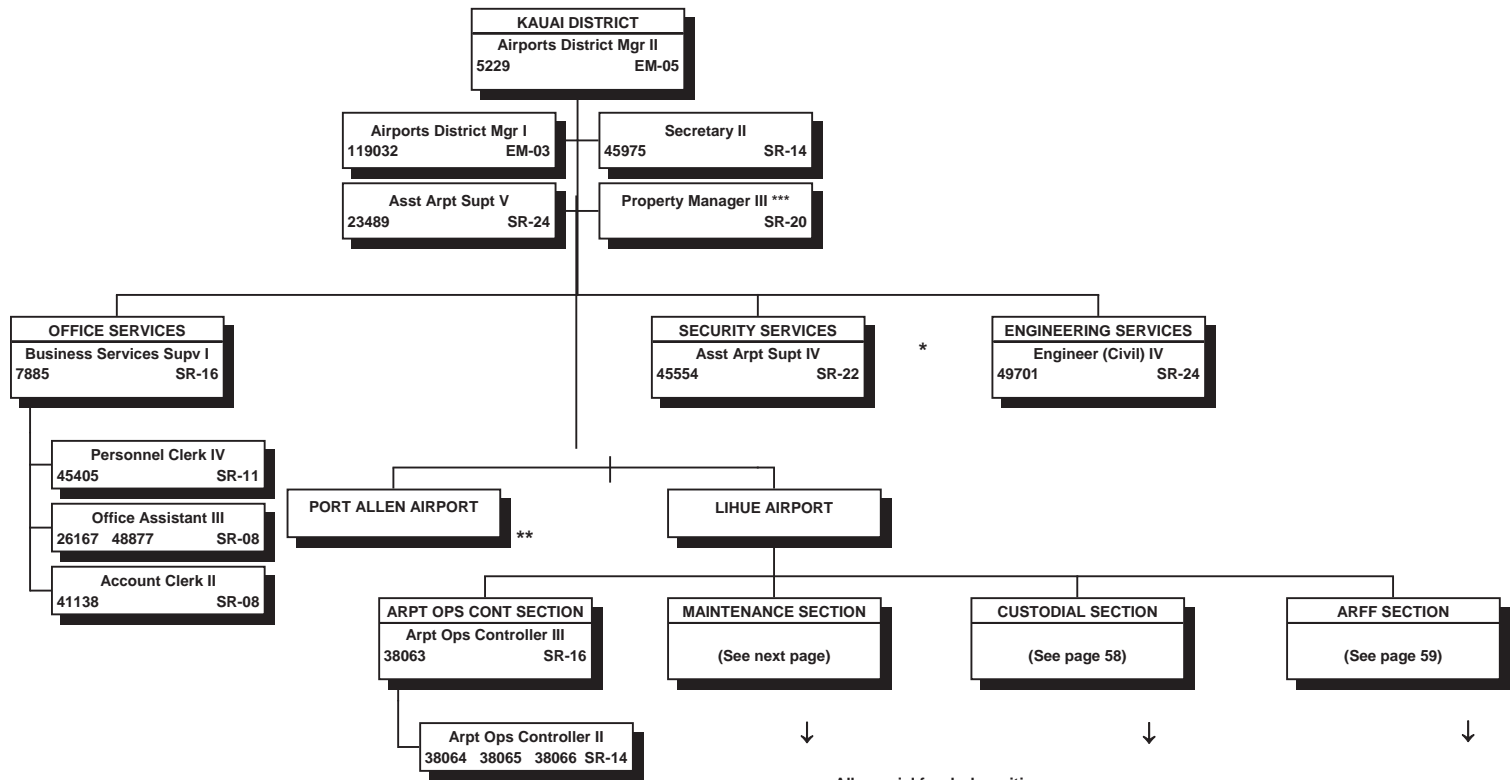 KAUAI DISTRICT
Airports District Mgr II
5229 EM-05
Airports District Mgr I
119032 EM-03
Secretary II
45975 SR-14
Asst Arpt Supt V
23489 SR-24
Property Manager III ***
SR-20
OFFICE SERVICES
Business Services Supv I
7885 SR-16
SECURITY SERVICES
Asst Arpt Supt IV
45554 SR-22
*
ENGINEERING SERVICES
Engineer (Civil) IV
49701 SR-24
Personnel Clerk IV
45405 SR-11
Office Assistant III
26167 48877 SR-08
Account Clerk II
41138 SR-08
PORT ALLEN AIRPORT
**
LIHUE AIRPORT
ARPT OPS CONT SECTION
Arpt Ops Controller III
38063 SR-16
MAINTENANCE SECTION
(See next page)
CUSTODIAL SECTION
(See page 58)
ARFF SECTION
(See page 59)
Arpt Ops Controller II
38064 38065 38066 SR-14
↓ ↓ ↓